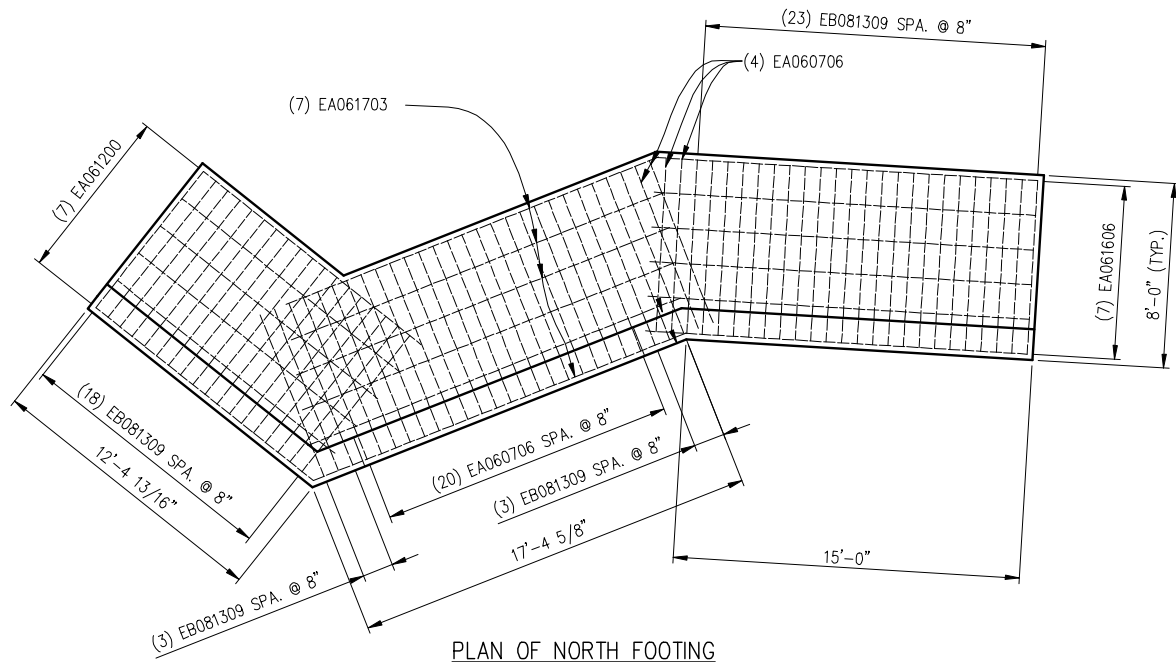 (23) EB081309 SPA. @ 8"
(4) EA060706
(7) EA061703
(7) EA061200
(7) EA061606
8'-0" (TYP.)
(18) EB081309 SPA. @ 8"
12'-4 13/16"
(20) EA060706 SPA. @ 8"
(3) EB081309 SPA. @ 8"
17'-4 5/8"
15'-0"
(3) EB081309 SPA. @ 8"
PLAN OF NORTH FOOTING